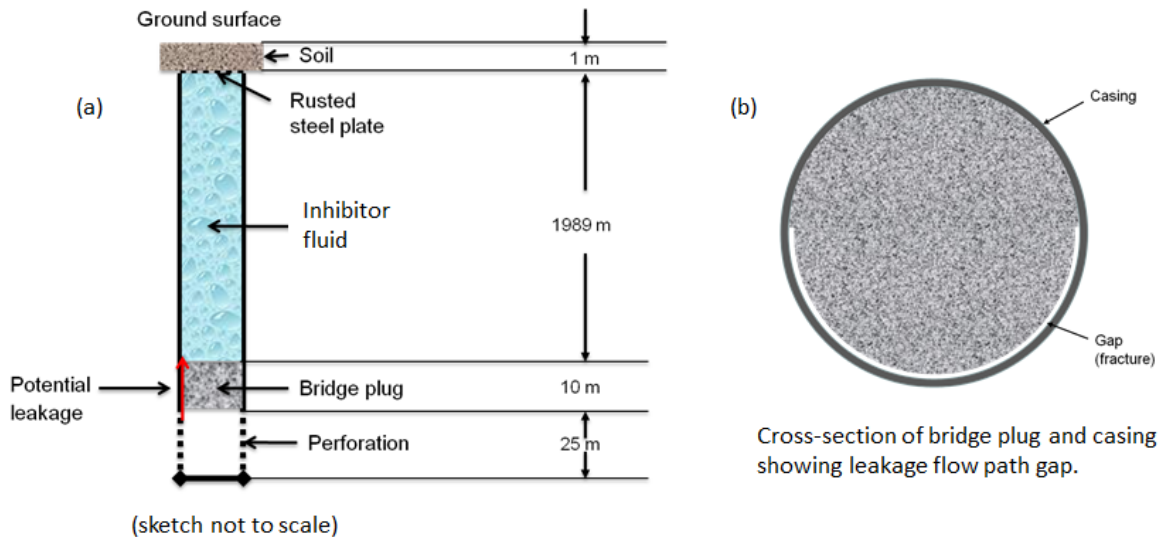 Ground surface
Soil
1 m
(a)
Rusted
steel plate
(b)
Casing
Inhibitor
fluid
1989 m
Gap
(fracture)
Potential
leakage
Bridge plug
10 m
Perforation
25 m
Cross-section of bridge plug and casing
showing leakage flow path gap.
(sketch not to scale)